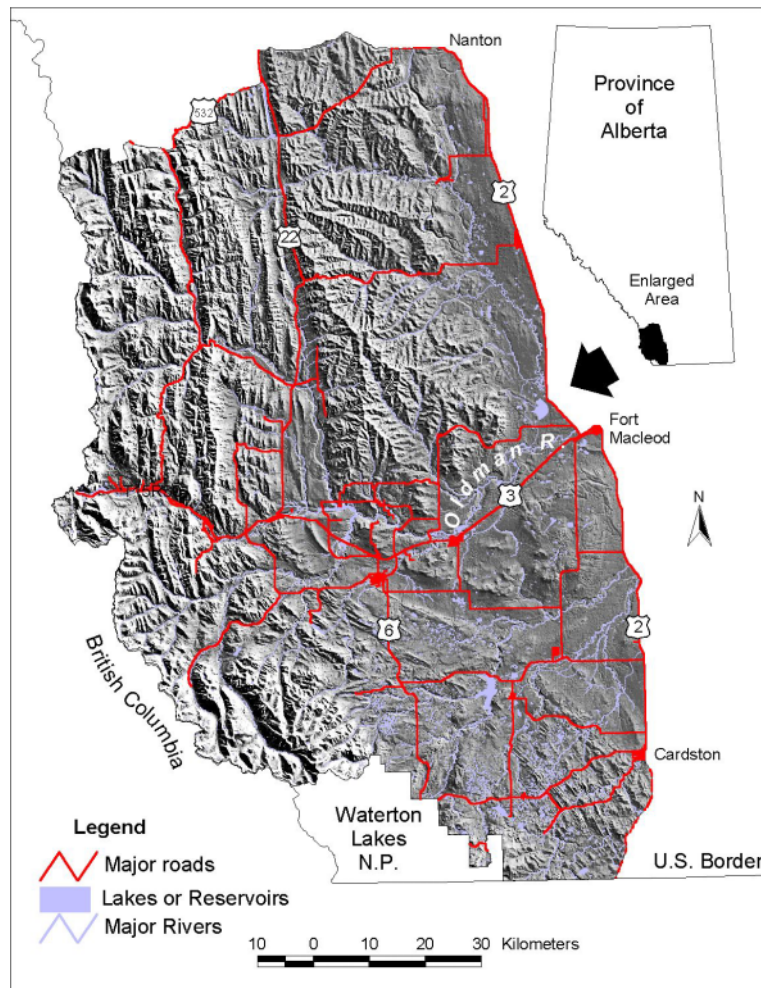 Nanton
532
Province
of
Alberta
2
22
Enlarged
Area
Fort
Macleod
Oldman R.
3
N
6
2
British Columbia
Cardston
Waterton
Lakes
N.P.
U.S. Border
Legend
Major roads
Lakes or Reservoirs
Major Rivers
10 0 10 20 30 Kilometers